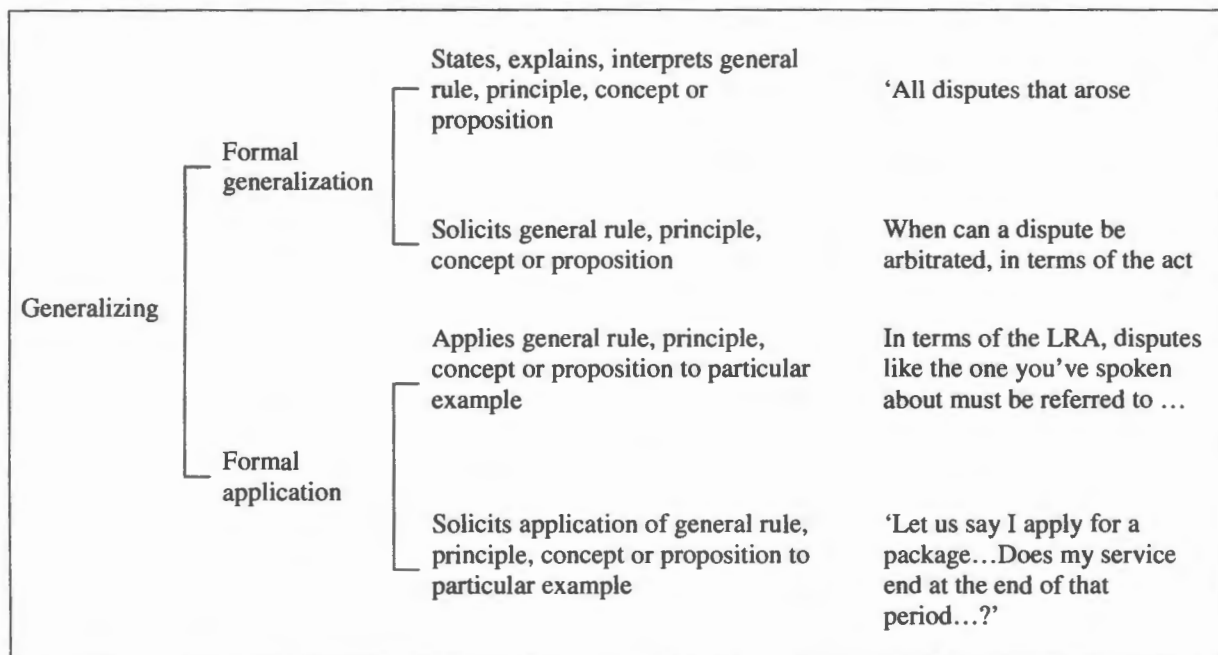 States, explains, interprets general
rule, principle, concept or
proposition
'All disputes that arose
Formal
generalization
Solicits general rule, principle,
concept or proposition
When can a dispute be
arbitrated, in terms of the act
Generalizing
Applies general rule, principle,
concept or proposition to particular
example
In terms of the LRA, disputes
like the one you've spoken
about must be referred to …
Formal
application
Solicits application of general rule,
principle, concept or proposition to
particular example
'Let us say I apply for a
package…Does my service
end at the end of that
period…?'